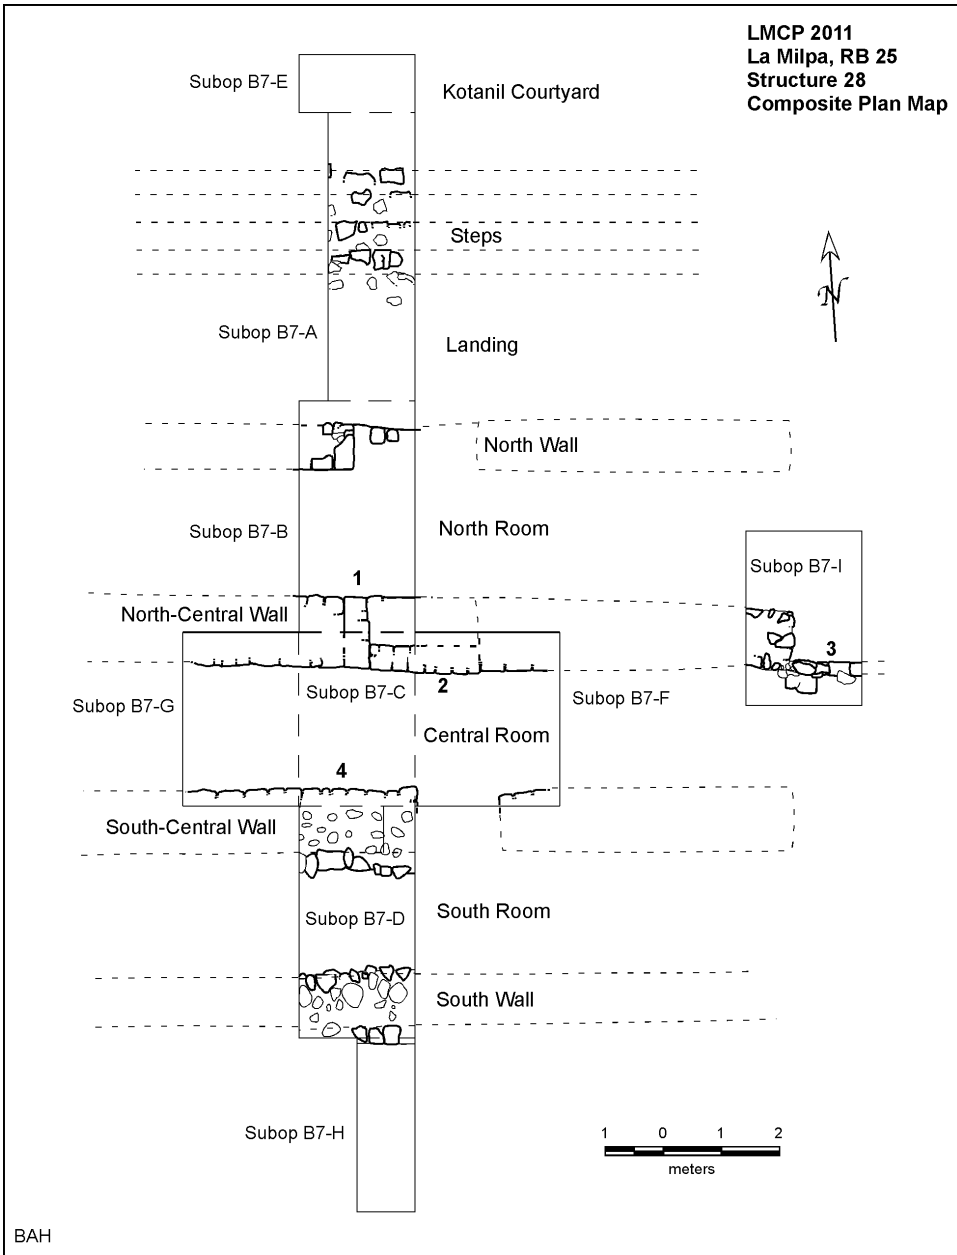 LMCP 2011
La Milpa, RB 25
Structure 28
Composite Plan Map
Subop B7-E
Kotanil Courtyard
Steps
N
Subop B7-A
Landing
North Wall
Subop B7-B
North Room
Subop B7-I
1
North-Central Wall
3
Subop B7-C
2
Subop B7-F
Subop B7-G
Central Room
4
South-Central Wall
Subop B7-D
South Room
South Wall
Subop B7-H
1 0 1 2
meters
BAH